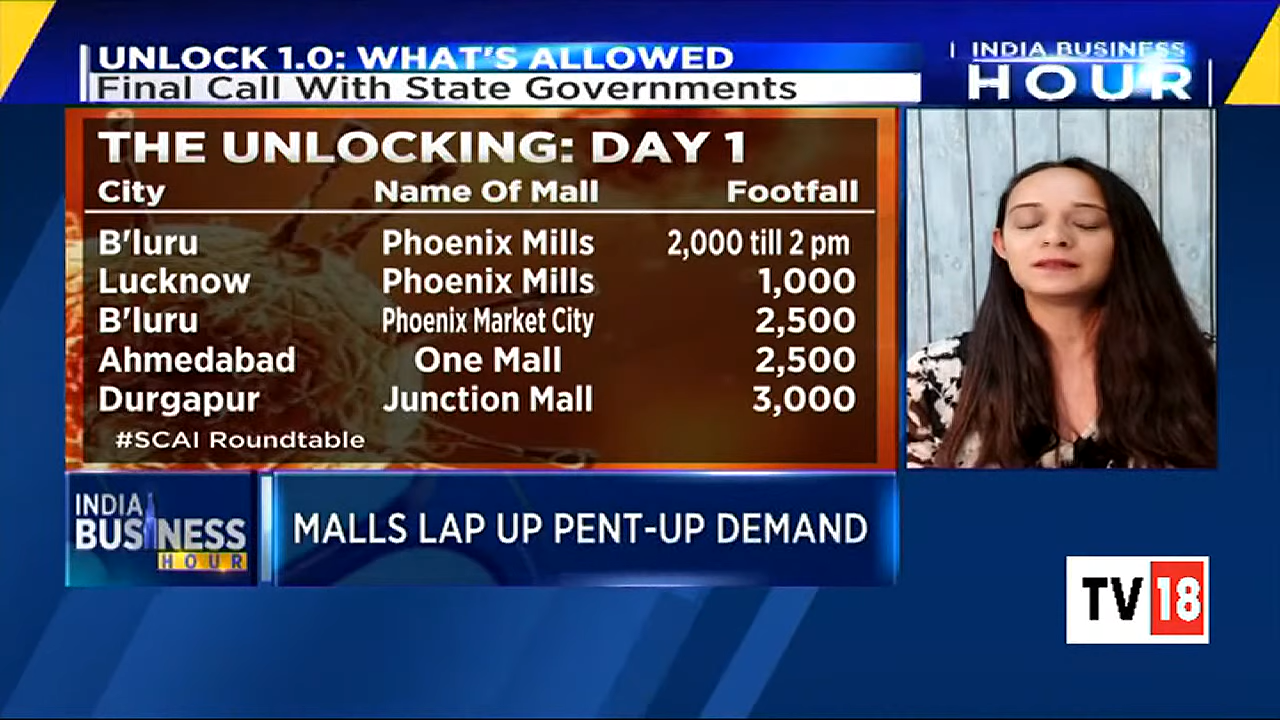 UNLOCK 1.0: WHAT'S ALLOWED
Final Call With State Governments
INDIA BUSINESS
HOUR
THE UNLOCKING: DAY 1
City Name Of Mall Footfall
B'luru Phoenix Mills 2,000 till 2 pm
Lucknow Phoenix Mills 1,000
B'luru Phoenix Market City 2,500
Ahmedabad One Mall 2,500
Durgapur Junction Mall 3,000
#SCAI Roundtable
INDIA
BUSINESS
HOUR
MALLS LAP UP PENT-UP DEMAND
TV 18